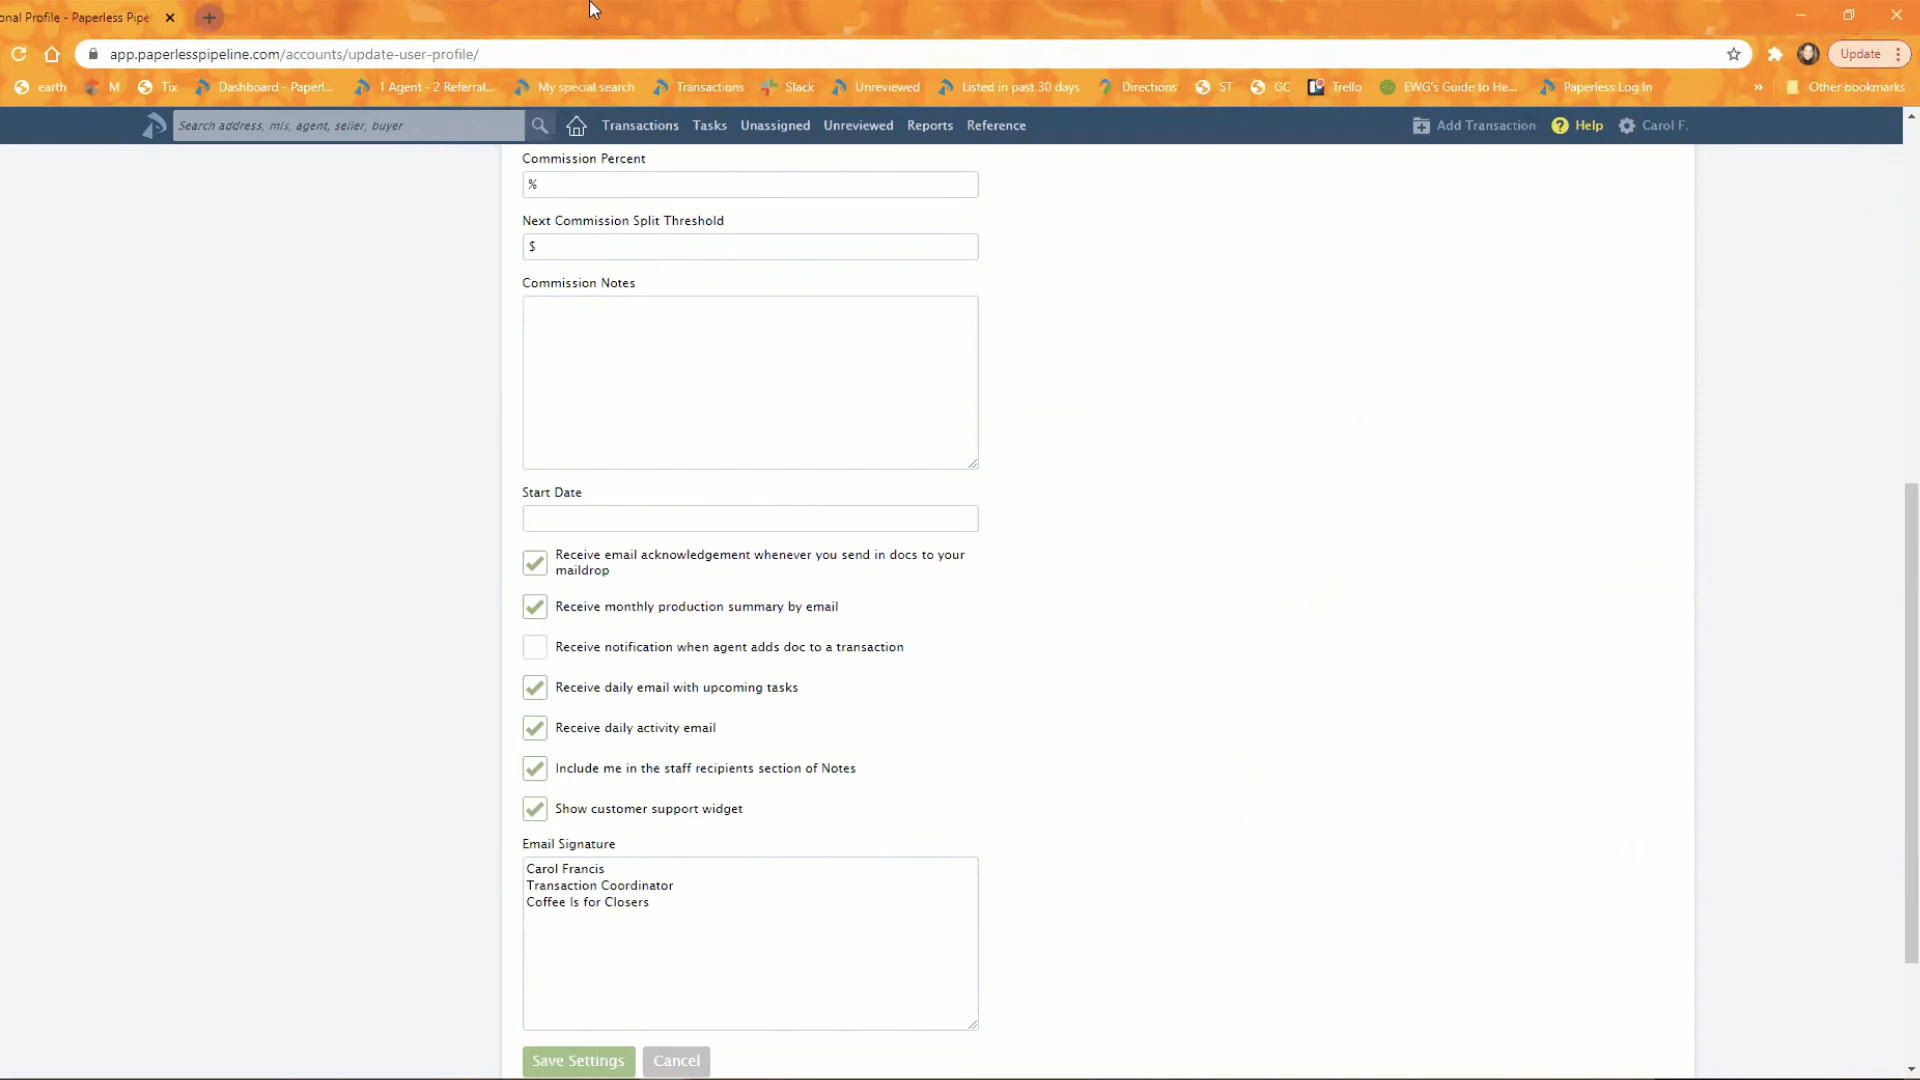 onal Profile - Paperless Pipe
app.paperlesspipeline.com/accounts/update-user-profile/
Update
earth
M
Tix
Dashboard - Paperl...
1 Agent - 2 Referral...
My special search
Transactions
Slack
Unreviewed
Listed in past 30 days
Directions
ST
GC
Trello
EWG's Guide to He...
Paperless Log In
»
Other bookmarks
Search address, mls, agent, seller, buyer
Transactions
Tasks
Unassigned
Unreviewed
Reports
Reference
Add Transaction
? Help
Carol F.
Commission Percent
%
Next Commission Split Threshold
$
Commission Notes
Start Date
Receive email acknowledgement whenever you send in docs to your
maildrop
Receive monthly production summary by email
Receive notification when agent adds doc to a transaction
Receive daily email with upcoming tasks
Receive daily activity email
Include me in the staff recipients section of Notes
Show customer support widget
Email Signature
Carol Francis
Transaction Coordinator
Coffee Is for Closers
Save Settings
Cancel